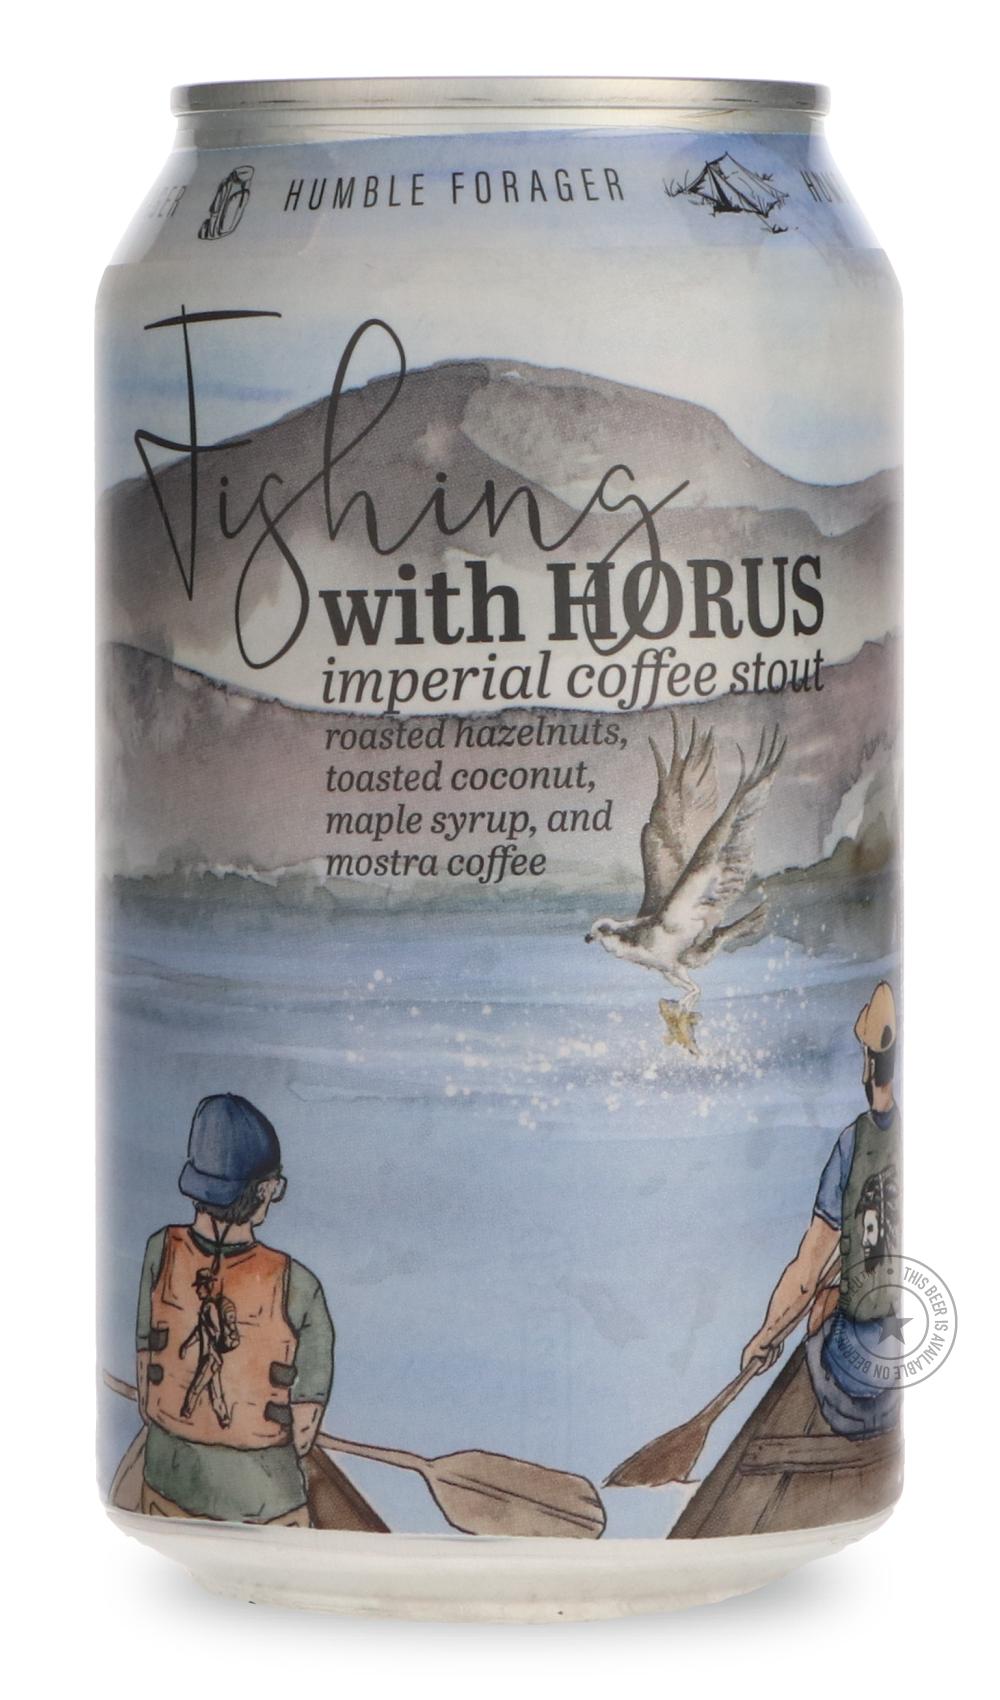 HUMBLE FORAGER
Fishing
with HØRUS
imperial coffee stout
roasted hazelnuts,
toasted coconut,
maple syrup, and
mostra coffee
THIS BEER IS AVAILABLE ON